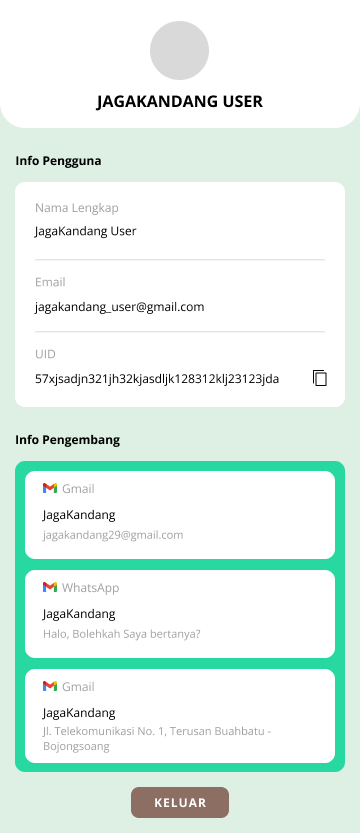 JAGAKANDANG USER
Info Pengguna
Nama Lengkap
JagaKandang User
Email
jagakandang_user@gmail.com
UID
57xjsadjn321jh32kjasdljk128312klj23123jda
Info Pengembang
Gmail
JagaKandang
jagakandang29@gmail.com
WhatsApp
JagaKandang
Halo, Bolehkah Saya bertanya?
Gmail
JagaKandang
Jl. Telekomunikasi No. 1, Terusan Buahbatu -
Bojongsoang
KELUAR